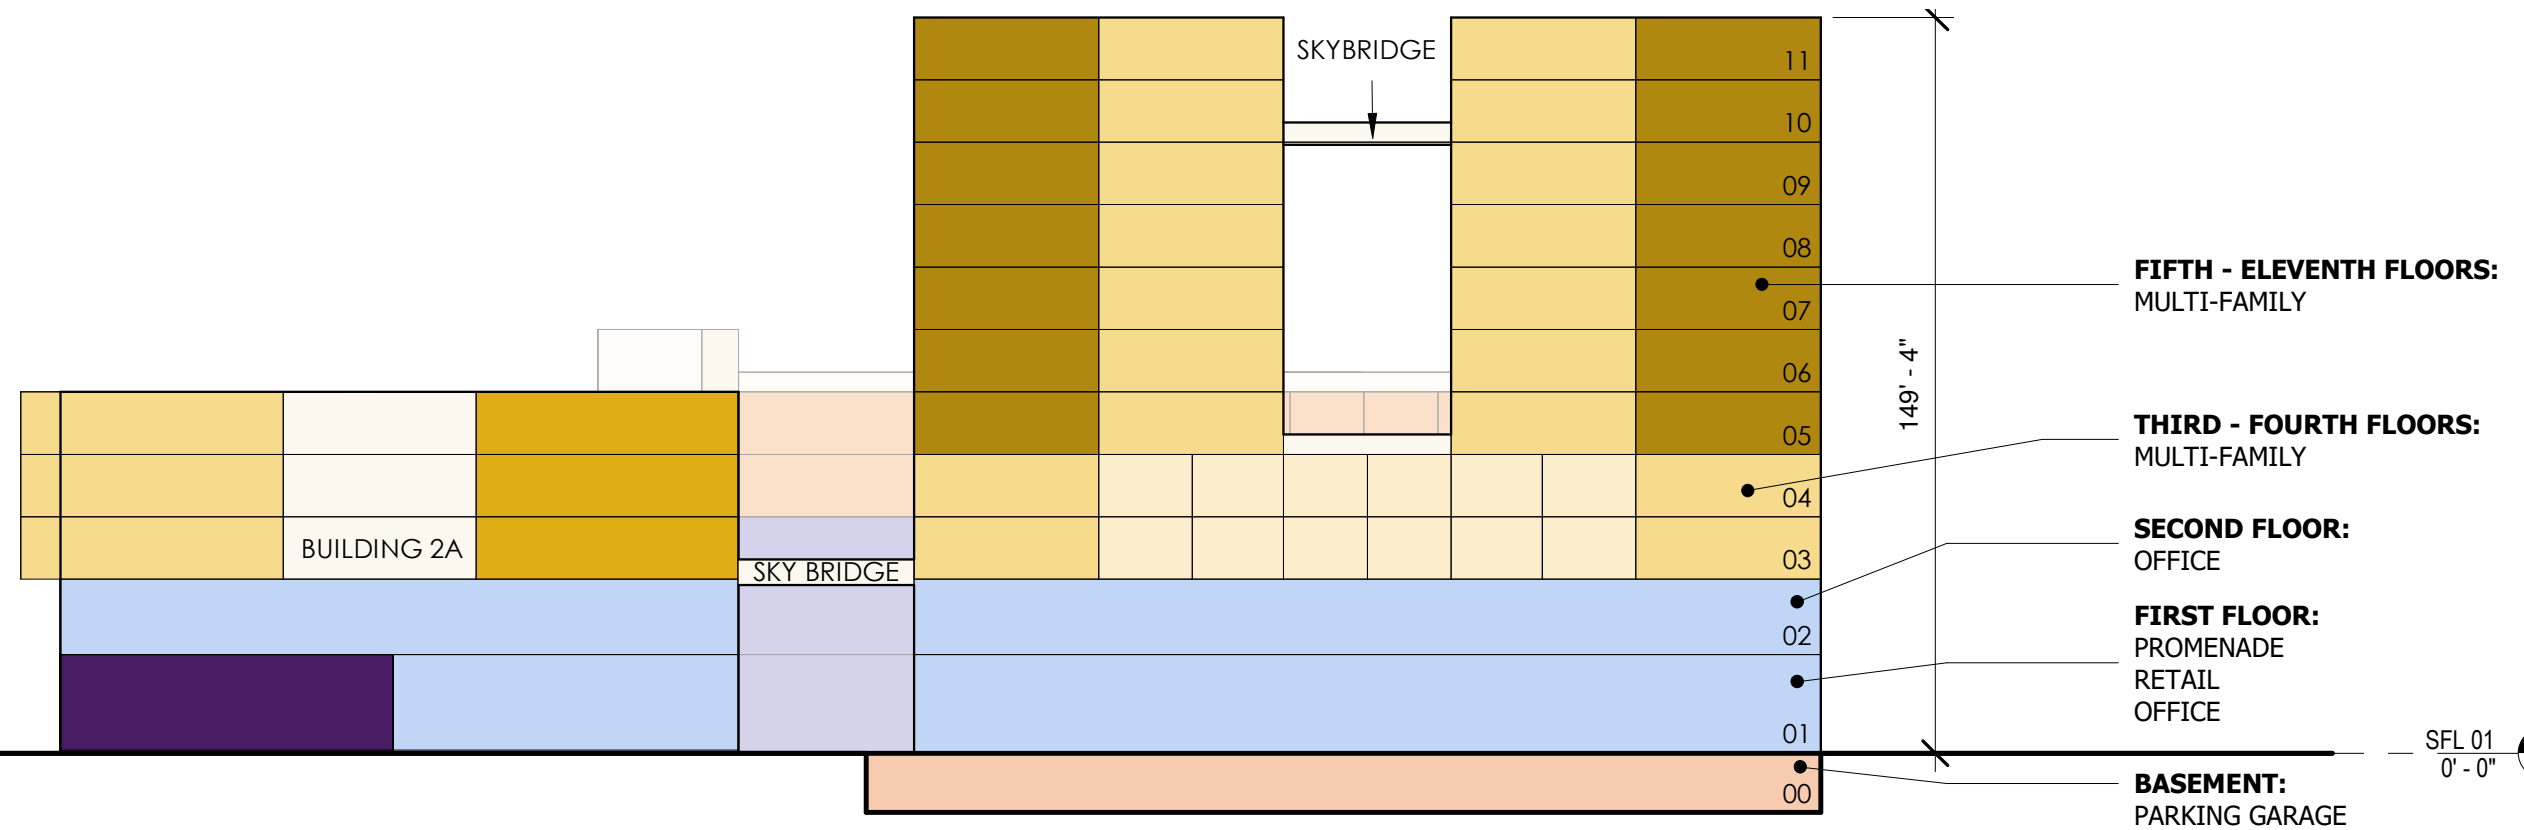 SKYBRIDGE
11
10
09
08
07
06
05
04
03
02
01
00
BUILDING 2A
SKY BRIDGE
149' - 4"
FIFTH - ELEVENTH FLOORS:
MULTI-FAMILY
THIRD - FOURTH FLOORS:
MULTI-FAMILY
SECOND FLOOR:
OFFICE
FIRST FLOOR:
PROMENADE
RETAIL
OFFICE
SFL 01
0' - 0"
BASEMENT:
PARKING GARAGE